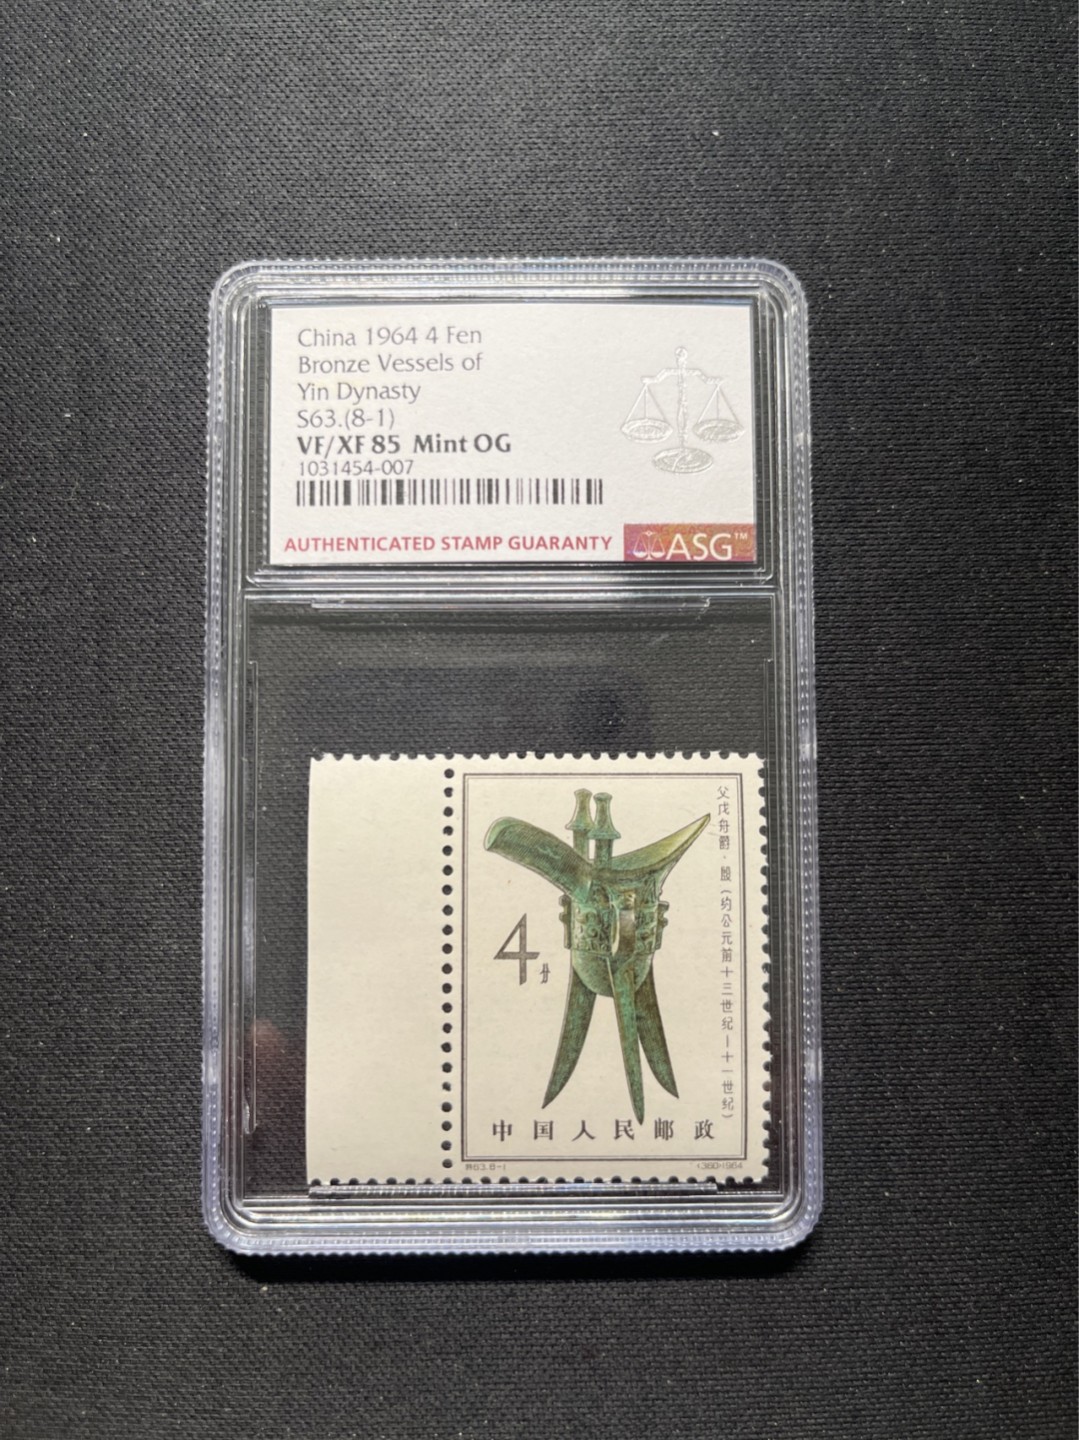 China 1964 4 Fen
Bronze Vessels of
Yin Dynasty
S63.(8-1)
VF/XF 85 Mint OG
1031454-007
AUTHENTICATED STAMP GUARANTY
ASG™
父戊舟爵·殷(约公元前十三世纪—十一世纪)
4分
中国人民邮政
特63.8-1
(360)1964